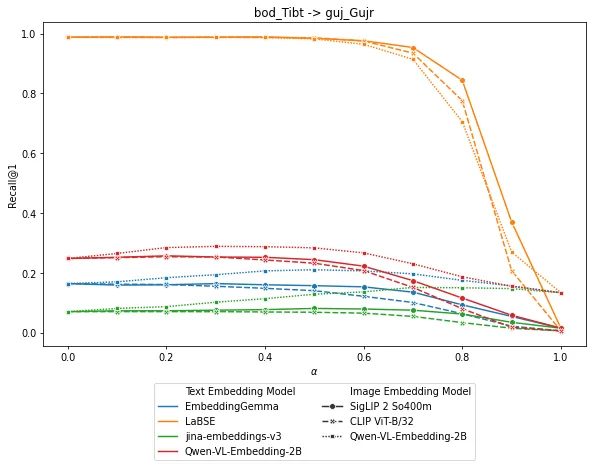 bod_Tibt -> guj_Gujr
Recall@1
1.0
0.8
0.6
0.4
0.2
0.0
0.0 0.2 0.4 0.6 0.8 1.0
α
Text Embedding Model Image Embedding Model
EmbeddingGemma SigLIP 2 So400m
LaBSE CLIP ViT-B/32
jina-embeddings-v3 Qwen-VL-Embedding-2B
Qwen-VL-Embedding-2B